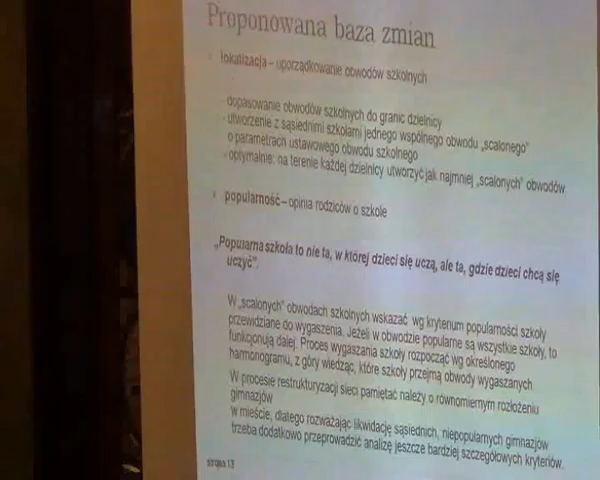 Proponowana baza zmian
lokalizacja – uporządkowanie obwodów szkolnych
- dopasowanie obwodów szkolnych do granic dzielnicy
- utworzenie z sąsiednimi szkołami jednego wspólnego obwodu „scalonego"
o parametrach ustawowego obwodu szkolnego
- optymalnie: na terenie każdej dzielnicy utworzyć jak najmniej „scalonych" obwodów
popularność – opinia rodziców o szkole
„Popularna szkoła to nie ta, w której dzieci się uczą, ale ta, gdzie dzieci chcą się
uczyć".
W „scalonych" obwodach szkolnych wskazać wg kryterium popularności szkoły
przewidziane do wygaszenia. Jeżeli w obwodzie popularne są wszystkie szkoły, to
funkcjonują dalej. Proces wygaszania szkoły rozpocząć wg określonego
harmonogramu, z góry wiedząc, które szkoły przejmą obwody wygaszanych
W procesie restrukturyzacji sieci pamiętać należy o równomiernym rozłożeniu
gimnazjów
w mieście, dlatego rozważając likwidację sąsiednich, niepopularnych gimnazjów
trzeba dodatkowo przeprowadzić analizę jeszcze bardziej szczegółowych kryteriów.
strona 13